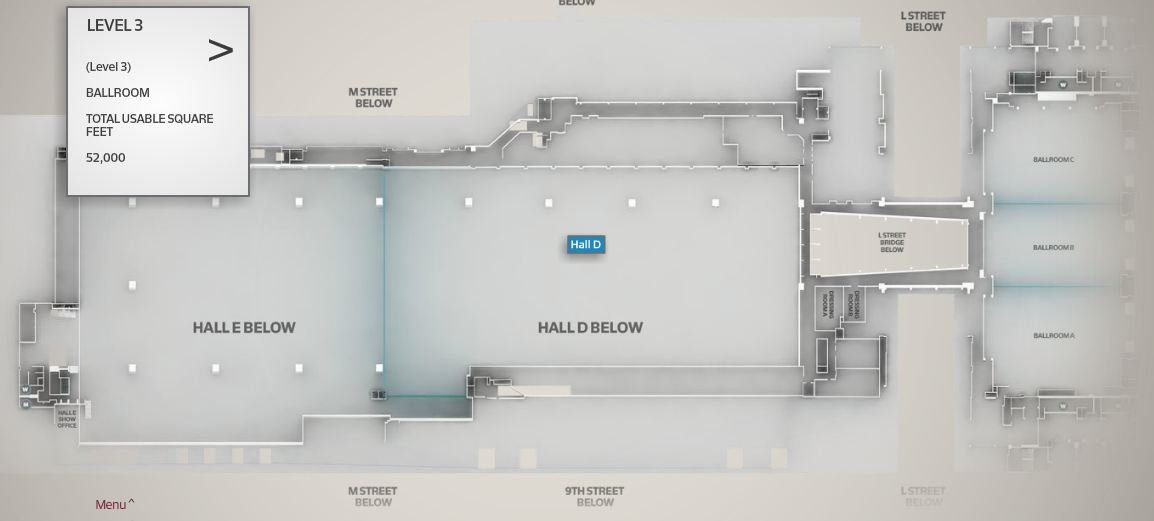 BELOW
LEVEL 3
>
(Level 3)
BALLROOM
TOTAL USABLE SQUARE
FEET
52,000
L STREET
BELOW
M STREET
BELOW
W
BALLROOM C
Hall D
L STREET
BRIDGE
BELOW
BALLROOM B
HALL E BELOW
HALL D BELOW
DRESSING
ROOM A
DRESSING
ROOM B
BALLROOM A
W
M
HALL E
SHOW
OFFICE
W
M STREET
BELOW
9TH STREET
BELOW
L STREET
BELOW
Menu ^